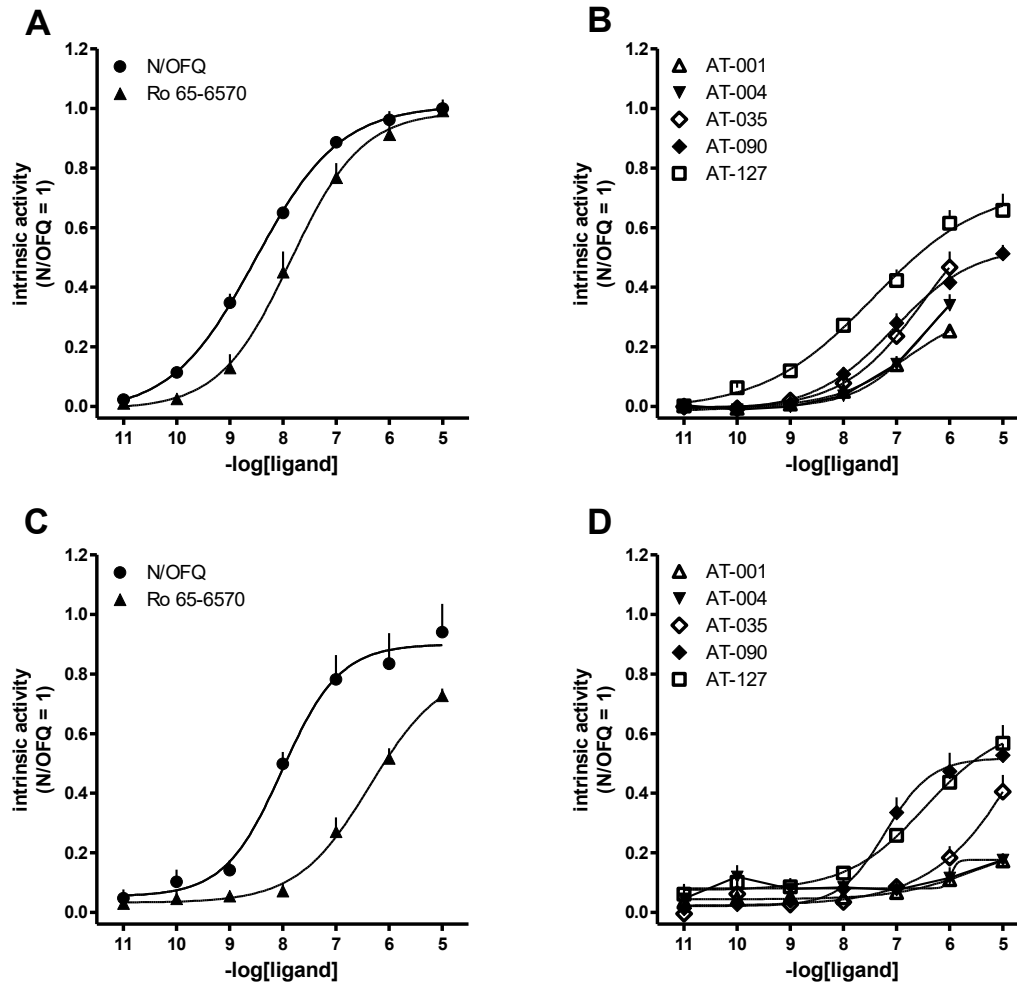 A
N/OFQ
Ro 65-6570
1.2
1.0
0.8
0.6
0.4
0.2
0.0
intrinsic activity
(N/OFQ = 1)
11 10 9 8 7 6 5
-log[ligand]
B
AT-001
AT-004
AT-035
AT-090
AT-127
1.2
1.0
0.8
0.6
0.4
0.2
0.0
intrinsic activity
(N/OFQ = 1)
11 10 9 8 7 6 5
-log[ligand]
C
N/OFQ
Ro 65-6570
1.2
1.0
0.8
0.6
0.4
0.2
0.0
intrinsic activity
(N/OFQ = 1)
11 10 9 8 7 6 5
-log[ligand]
D
AT-001
AT-004
AT-035
AT-090
AT-127
1.2
1.0
0.8
0.6
0.4
0.2
0.0
intrinsic activity
(N/OFQ = 1)
11 10 9 8 7 6 5
-log[ligand]